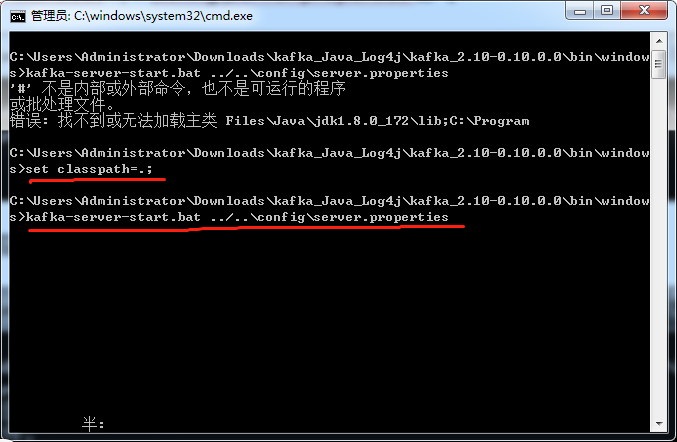 管理员: C:\windows\system32\cmd.exe
C:\Users\Administrator\Downloads\kafka_Java_Log4j\kafka_2.10-0.10.0.0\bin\window
s>kafka-server-start.bat ../..\config\server.properties
'#' 不是内部或外部命令，也不是可运行的程序
或批处理文件。
错误: 找不到或无法加载主类 Files\Java\jdk1.8.0_172\lib;C:\Program
C:\Users\Administrator\Downloads\kafka_Java_Log4j\kafka_2.10-0.10.0.0\bin\window
s>set classpath=.;
C:\Users\Administrator\Downloads\kafka_Java_Log4j\kafka_2.10-0.10.0.0\bin\window
s>kafka-server-start.bat ../..\config\server.properties
半: